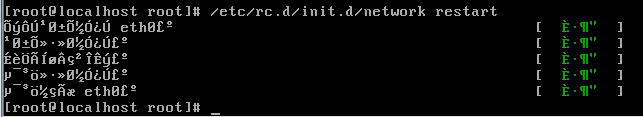 [root@localhost root]# /etc/rc.d/init.d/network restart
ÕýÔÚ¹Ø±Õ½Ó¿Ú eth0£º [ È·¶¨ ]
¹Ø±Õ»·»Ø½Ó¿Ú£º [ È·¶¨ ]
ÉèÖÃÍøÂç²ÎÊý£º [ È·¶¨ ]
µ¯³ö»·»Ø½Ó¿Ú£º [ È·¶¨ ]
µ¯³ö½çÃæ eth0£º [ È·¶¨ ]
[root@localhost root]# _